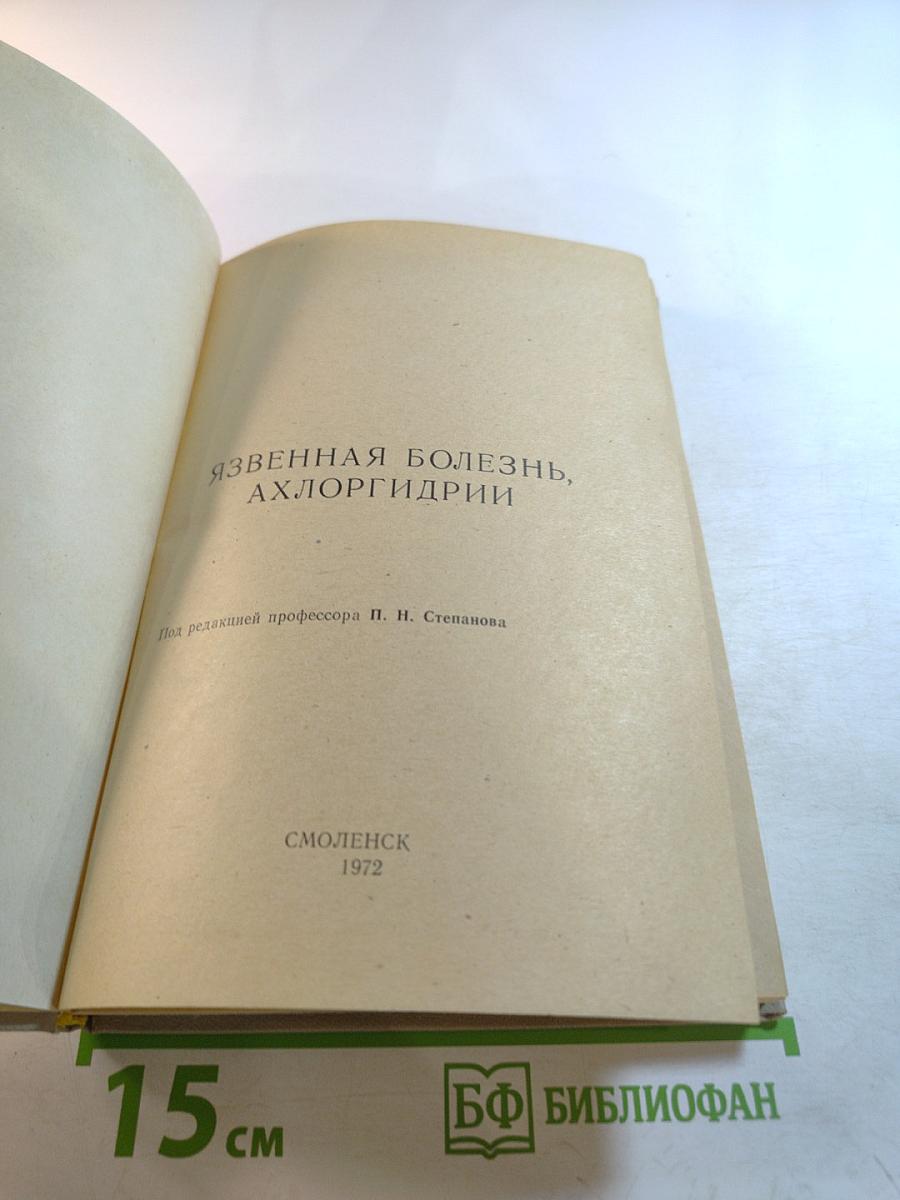 ЯЗВЕННАЯ БОЛЕЗНЬ,
АХЛОРГИДРИИ
Под редакцией профессора П. Н. Степанова
СМОЛЕНСК
1972
15 см
БФ БИБЛИОФАН